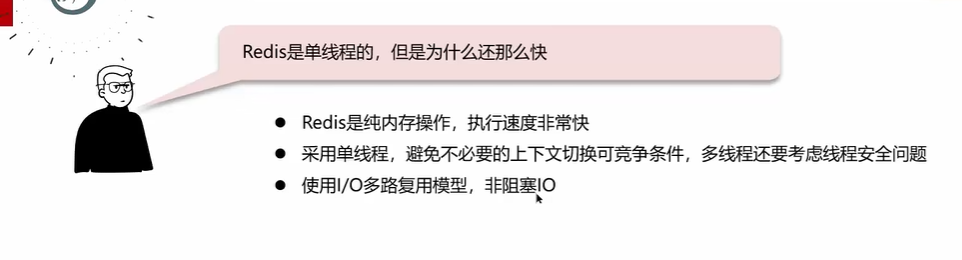 Redis是单线程的，但是为什么还那么快
Redis是纯内存操作，执行速度非常快
采用单线程，避免不必要的上下文切换可竞争条件，多线程还要考虑线程安全问题
使用I/O多路复用模型，非阻塞IO